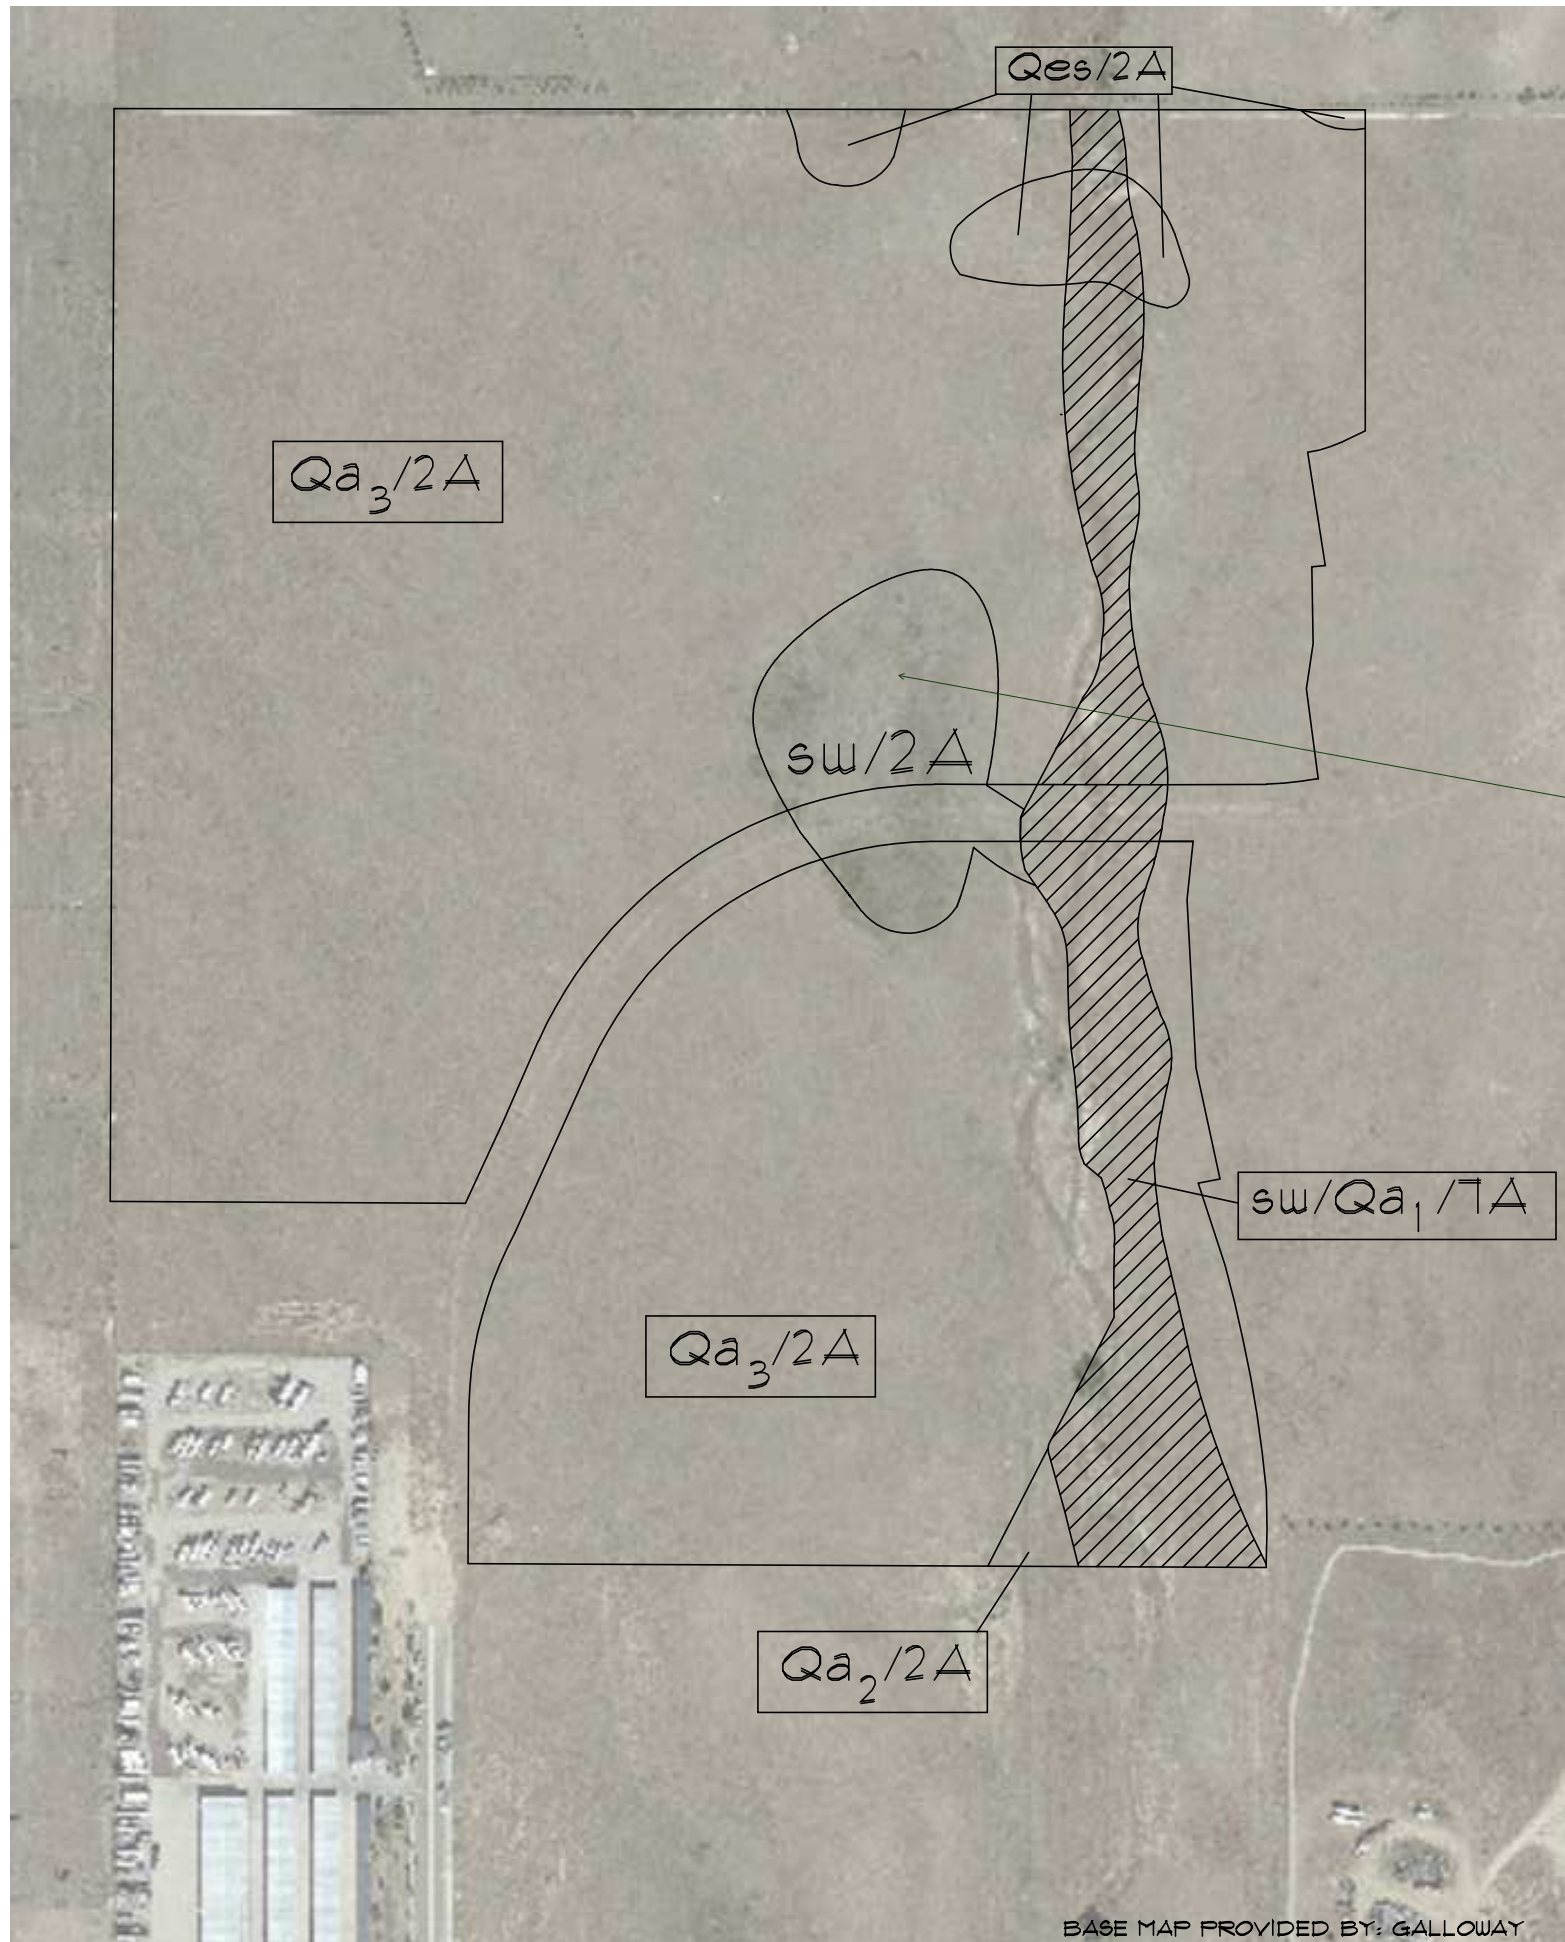 Qes/2A
Qa₃/2A
sw/2A
sw/Qa₁/7A
Qa₃/2A
Qa₂/2A
BASE MAP PROVIDED BY: GALLOWAY